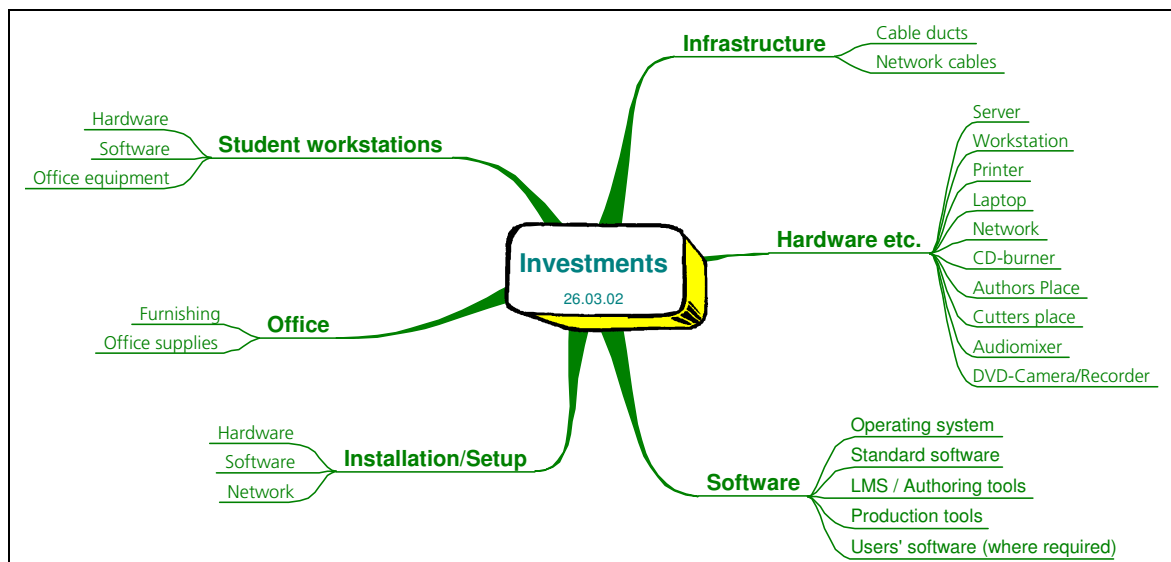 Investments
26.03.02
Infrastructure
Cable ducts
Network cables
Hardware etc.
Server
Workstation
Printer
Laptop
Network
CD-burner
Authors Place
Cutters place
Audiomixer
DVD-Camera/Recorder
Software
Operating system
Standard software
LMS / Authoring tools
Production tools
Users' software (where required)
Installation/Setup
Hardware
Software
Network
Office
Furnishing
Office supplies
Student workstations
Hardware
Software
Office equipment